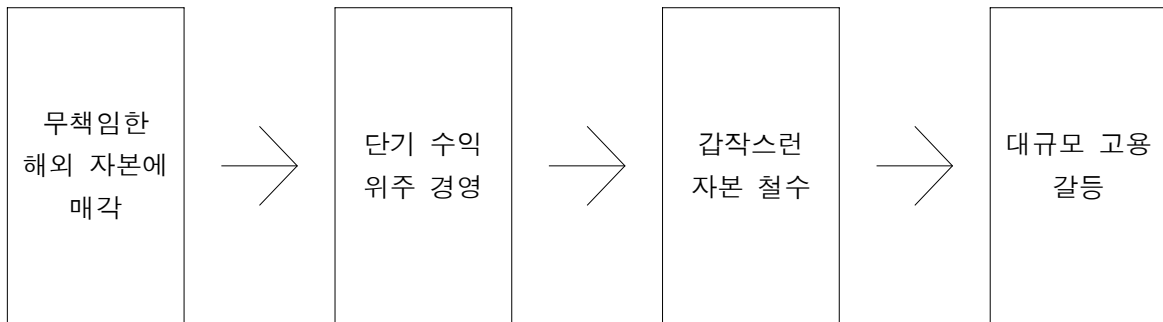 무책임한
해외 자본에
매각
단기 수익
위주 경영
갑작스런
자본 철수
대규모 고용
갈등